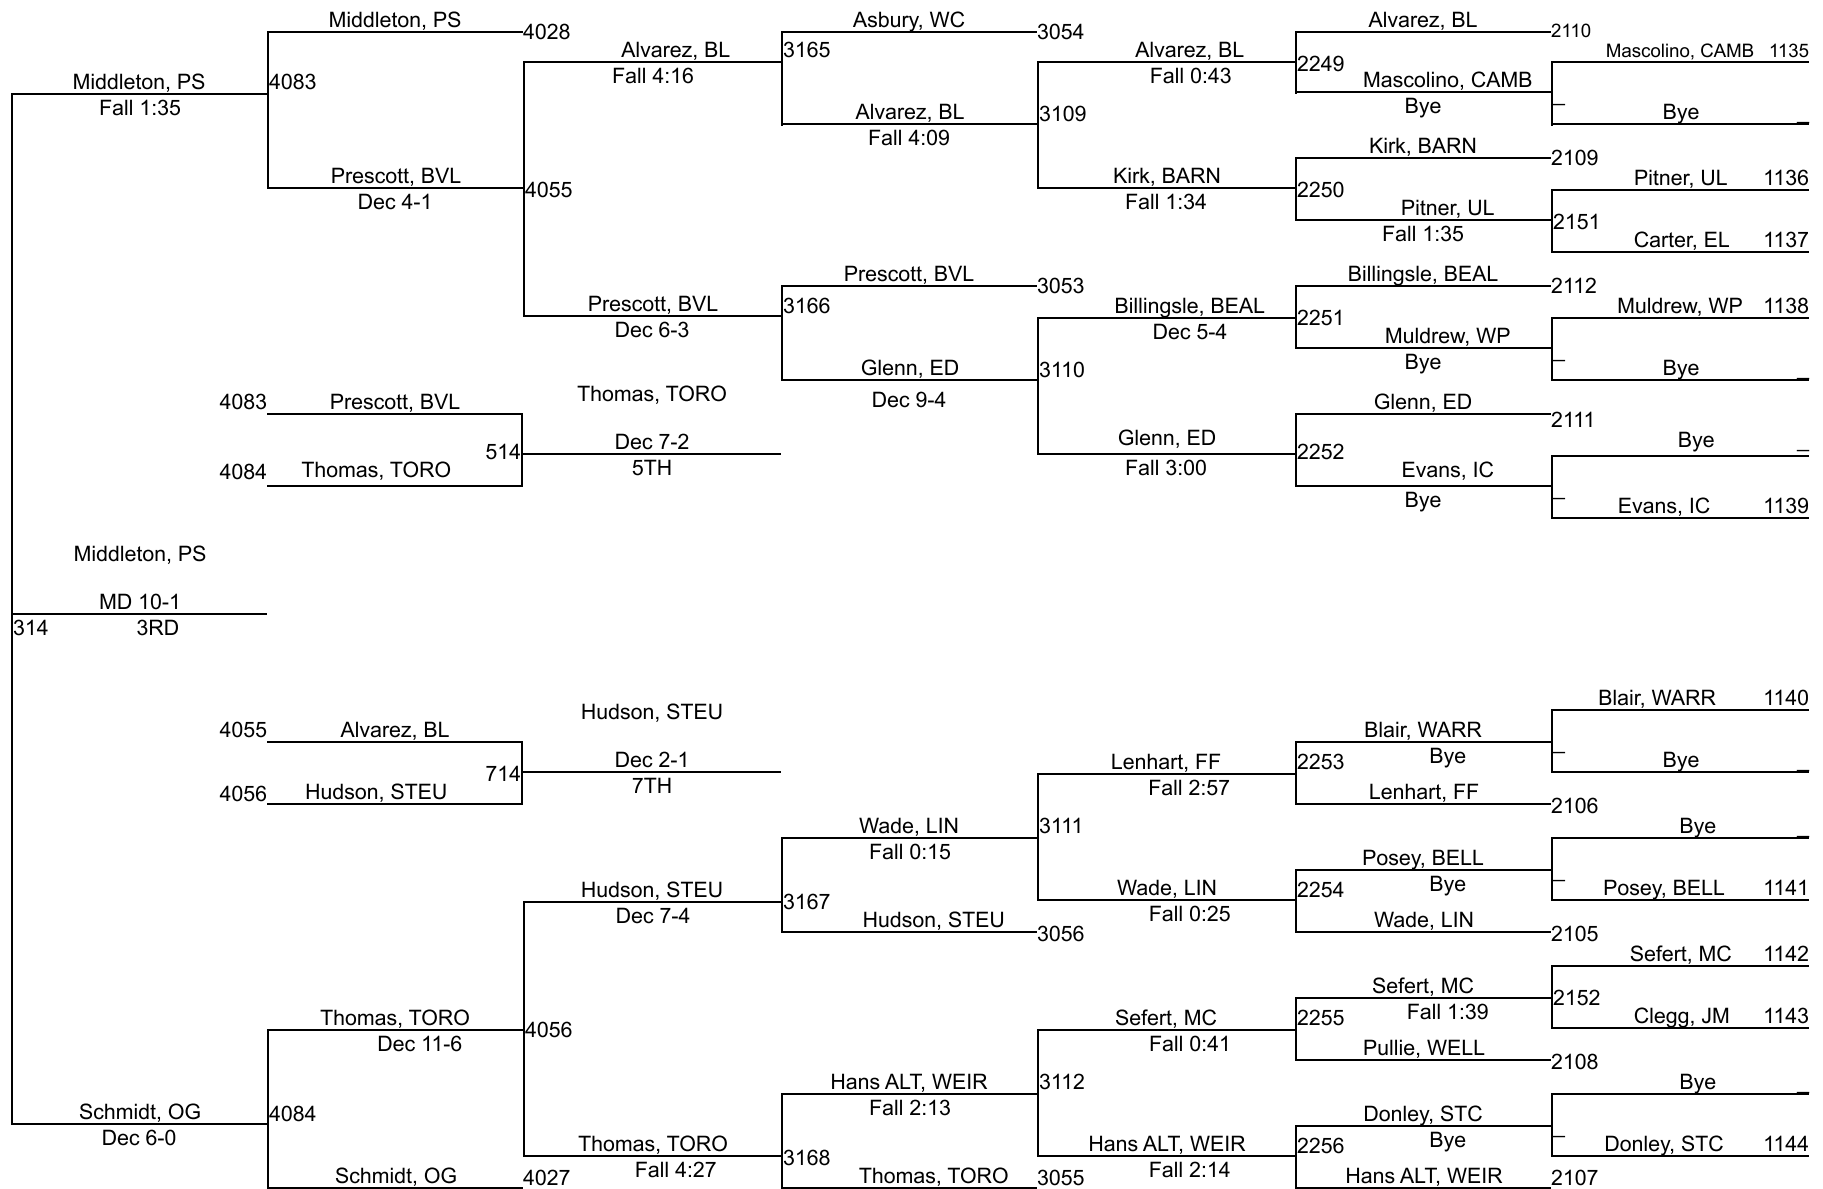 Middleton, PS
4028
Asbury, WC
3054
Alvarez, BL
2110
Mascolino, CAMB 1135
Alvarez, BL
Fall 4:16
3165
Alvarez, BL
Fall 0:43
2249
Mascolino, CAMB
Bye
_
Bye _
Middleton, PS
Fall 1:35
4083
Alvarez, BL
Fall 4:09
3109
Kirk, BARN
2109
Pitner, UL 1136
Prescott, BVL
Dec 4-1
4055
Kirk, BARN
Fall 1:34
2250
Pitner, UL
Fall 1:35
2151
Carter, EL 1137
Prescott, BVL
3053
Billingsle, BEAL
2112
Muldrew, WP 1138
Prescott, BVL
Dec 6-3
3166
Billingsle, BEAL
Dec 5-4
2251
Muldrew, WP
Bye
_
Bye _
Glenn, ED
Dec 9-4
3110
4083 Prescott, BVL
Thomas, TORO
Glenn, ED
2111
Bye _
514
Dec 7-2
5TH
Glenn, ED
Fall 3:00
2252
4084 Thomas, TORO
Evans, IC
Bye
_
Evans, IC 1139
Middleton, PS
MD 10-1
314 3RD
Blair, WARR 1140
4055 Alvarez, BL
Hudson, STEU
Blair, WARR
Bye
_
Bye _
714
Dec 2-1
7TH
Lenhart, FF
Fall 2:57
2253
4056 Hudson, STEU
Lenhart, FF
2106
Wade, LIN
Fall 0:15
3111
Bye _
Posey, BELL
Bye
_
Posey, BELL 1141
Hudson, STEU
Dec 7-4
3167
Wade, LIN
Fall 0:25
2254
Hudson, STEU
3056
Wade, LIN
2105
Sefert, MC 1142
Sefert, MC
Fall 1:39
2152
Clegg, JM 1143
Thomas, TORO
Dec 11-6
4056
Sefert, MC
Fall 0:41
2255
Pullie, WELL
2108
Hans ALT, WEIR
Fall 2:13
3112
Bye _
Schmidt, OG
Dec 6-0
4084
Donley, STC
Bye
_
Donley, STC 1144
Thomas, TORO
Fall 4:27
3168
Hans ALT, WEIR
Fall 2:14
2256
Schmidt, OG
4027
Thomas, TORO
3055
Hans ALT, WEIR
2107